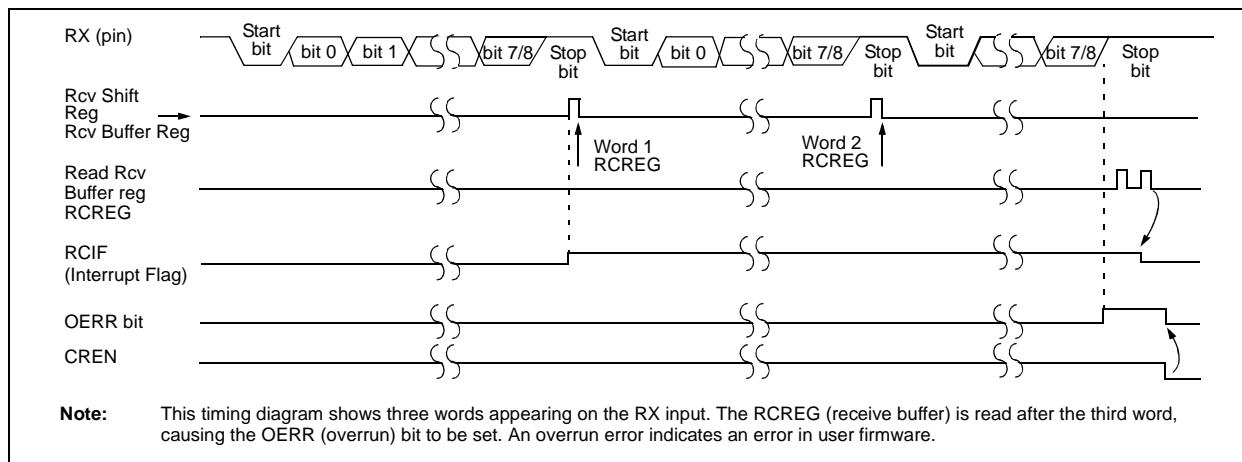 RX (pin)
Start bit
bit 0
bit 1
bit 7/8
Stop bit
Start bit
bit 0
bit 7/8
Stop bit
Start bit
bit 7/8
Stop bit
Rcv Shift
Reg
Rcv Buffer Reg
Word 1
RCREG
Word 2
RCREG
Read Rcv
Buffer reg
RCREG
RCIF
(Interrupt Flag)
OERR bit
CREN
Note: This timing diagram shows three words appearing on the RX input. The RCREG (receive buffer) is read after the third word,
causing the OERR (overrun) bit to be set. An overrun error indicates an error in user firmware.